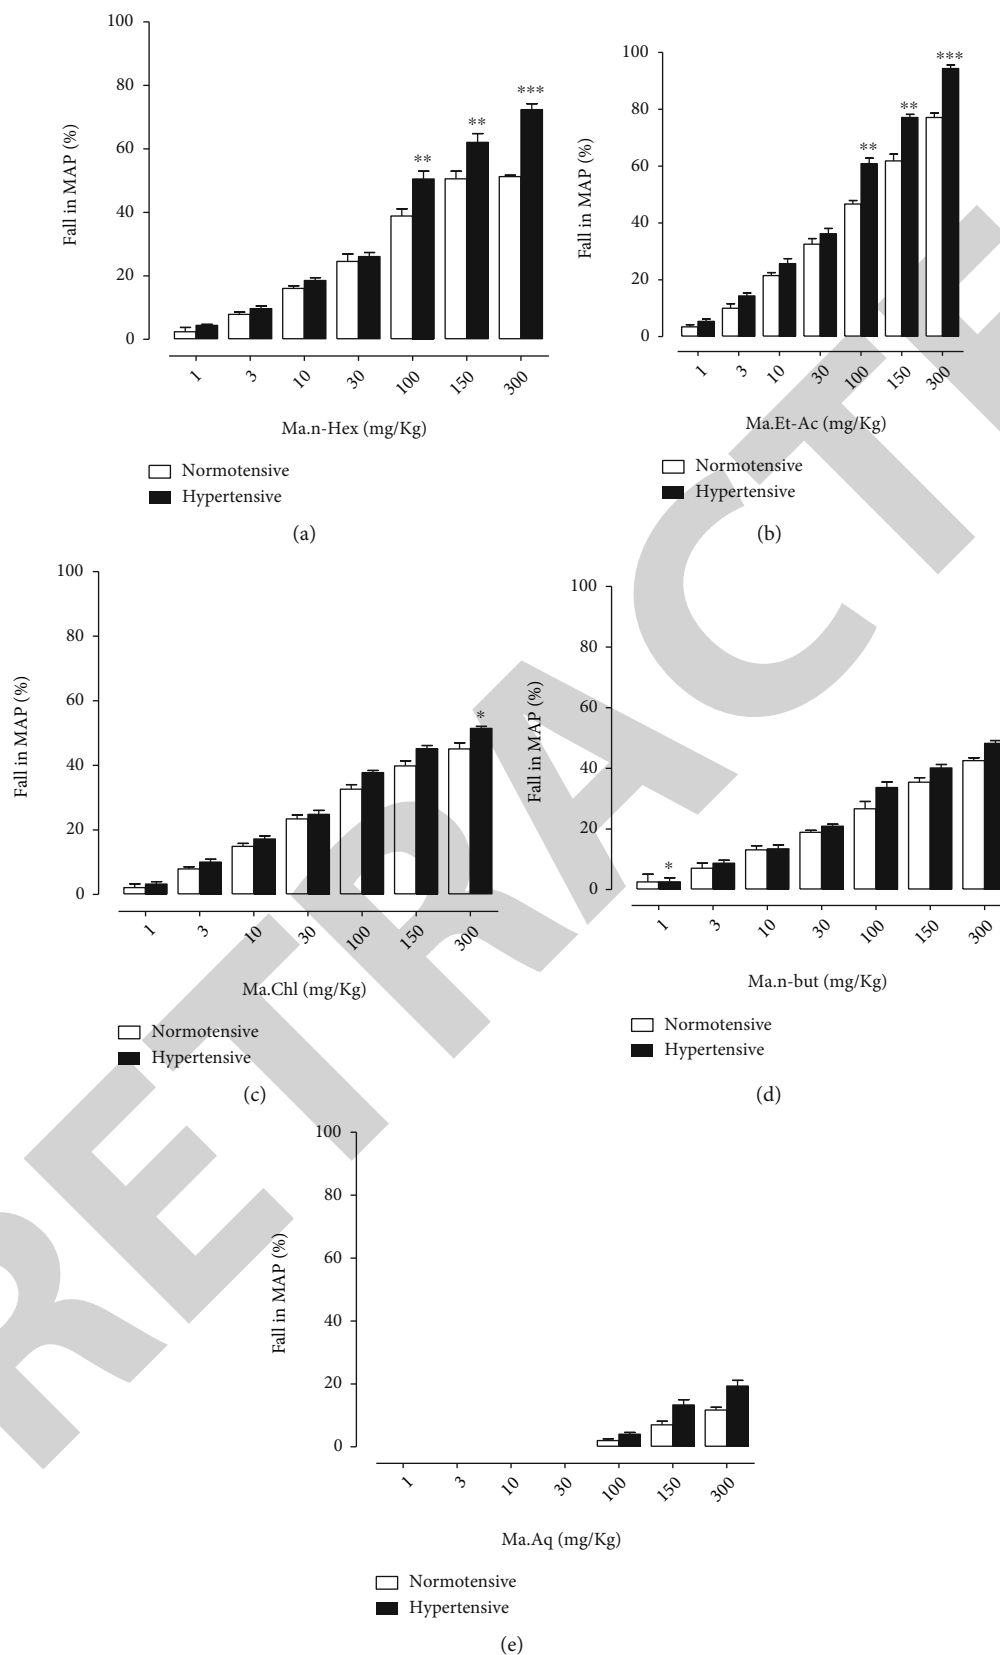 100
80
60
40
20
0
Fall in MAP (%)
***
**
**
1 3 10 30 100 150 300
Ma.n-Hex (mg/Kg)
Normotensive
Hypertensive
(a)
100
80
60
40
20
0
Fall in MAP (%)
***
**
**
1 3 10 30 100 150 300
Ma.Et-Ac (mg/Kg)
Normotensive
Hypertensive
(b)
100
80
60
40
20
0
Fall in MAP (%)
*
1 3 10 30 100 150 300
Ma.Chl (mg/Kg)
Normotensive
Hypertensive
(c)
100
80
60
40
20
0
Fall in MAP (%)
*
1 3 10 30 100 150 300
Ma.n-but (mg/Kg)
Normotensive
Hypertensive
(d)
100
80
60
40
20
0
Fall in MAP (%)
1 3 10 30 100 150 300
Ma.Aq (mg/Kg)
Normotensive
Hypertensive
(e)
RETRACTE